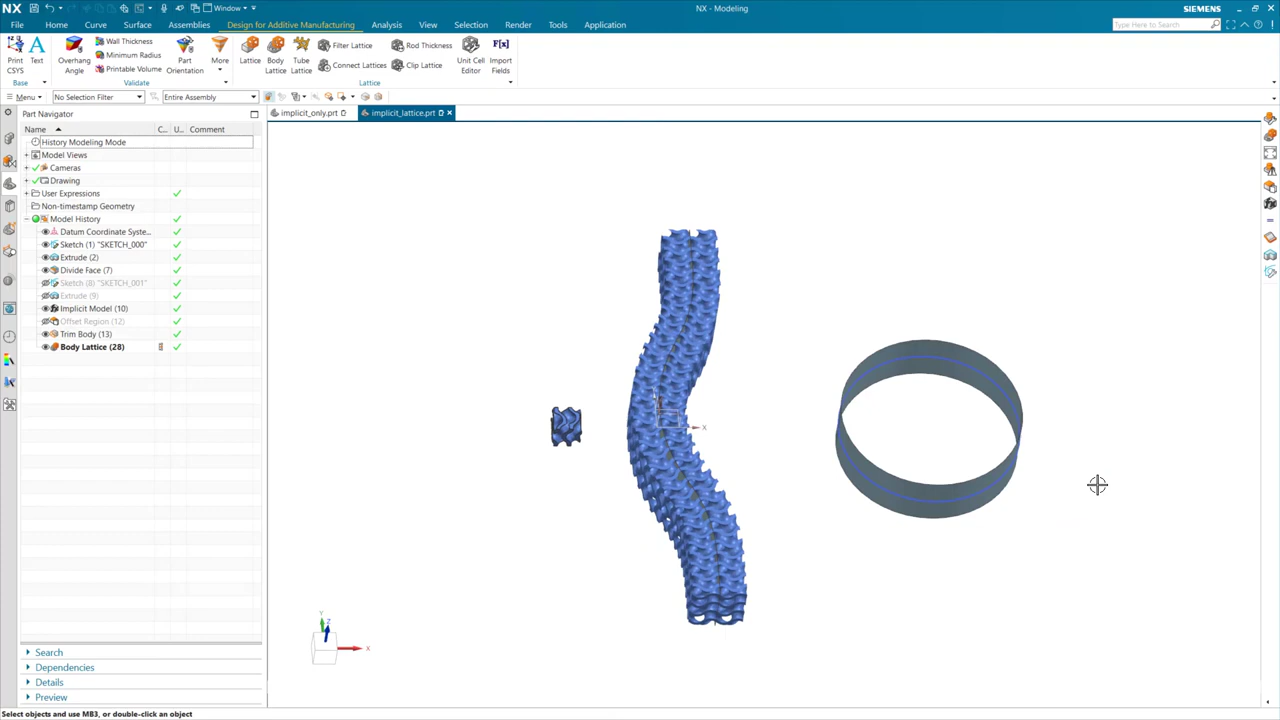 NX
Window
NX - Modeling
SIEMENS
File
Home
Curve
Surface
Assemblies
Design for Additive Manufacturing
Analysis
View
Selection
Render
Tools
Application
Type Here to Search
Print CSYS
Text
Base
Overhang Angle
Wall Thickness
Minimum Radius
Printable Volume
Part Orientation
More
Validate
Lattice
Body Lattice
Tube Lattice
Filter Lattice
Connect Lattices
Rod Thickness
Clip Lattice
Unit Cell Editor
F[x]
Import Fields
Lattice
Menu
No Selection Filter
Entire Assembly
Part Navigator
implicit_only.prt
implicit_lattice.prt
Name
C...
U...
Comment
History Modeling Mode
Model Views
Cameras
Drawing
User Expressions
Non-timestamp Geometry
Model History
Datum Coordinate Syste...
Sketch (1) "SKETCH_000"
Extrude (2)
Divide Face (7)
Sketch (8) "SKETCH_001"
Extrude (9)
Implicit Model (10)
Offset Region (12)
Trim Body (13)
Body Lattice (28)
X
Y
Z
X
Search
Dependencies
Details
Preview
Select objects and use MB3, or double-click an object